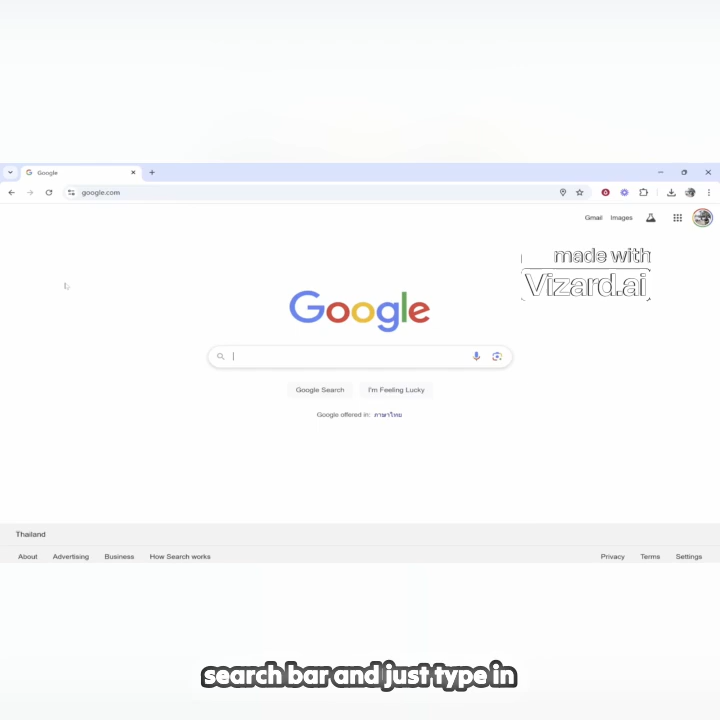 Google
google.com
Gmail Images
made with
Vizard.ai
Google
Google Search I'm Feeling Lucky
Google offered in: ภาษาไทย
Thailand
About Advertising Business How Search works Privacy Terms Settings
search bar and just type in